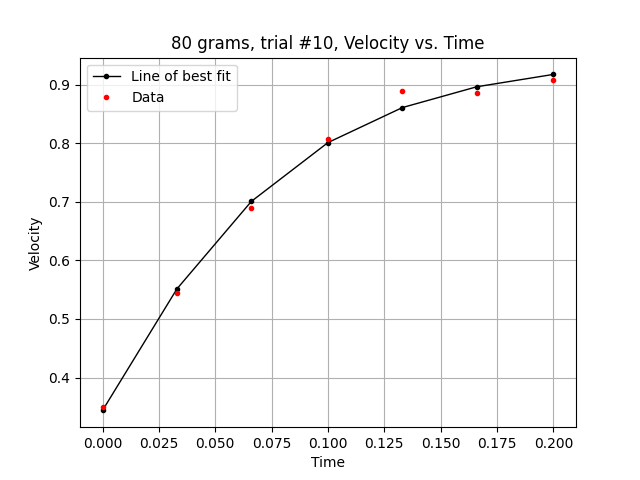 80 grams, trial #10, Velocity vs. Time
Line of best fit
Data
0.9
0.8
0.7
0.6
0.5
0.4
Velocity
0.000 0.025 0.050 0.075 0.100 0.125 0.150 0.175 0.200
Time